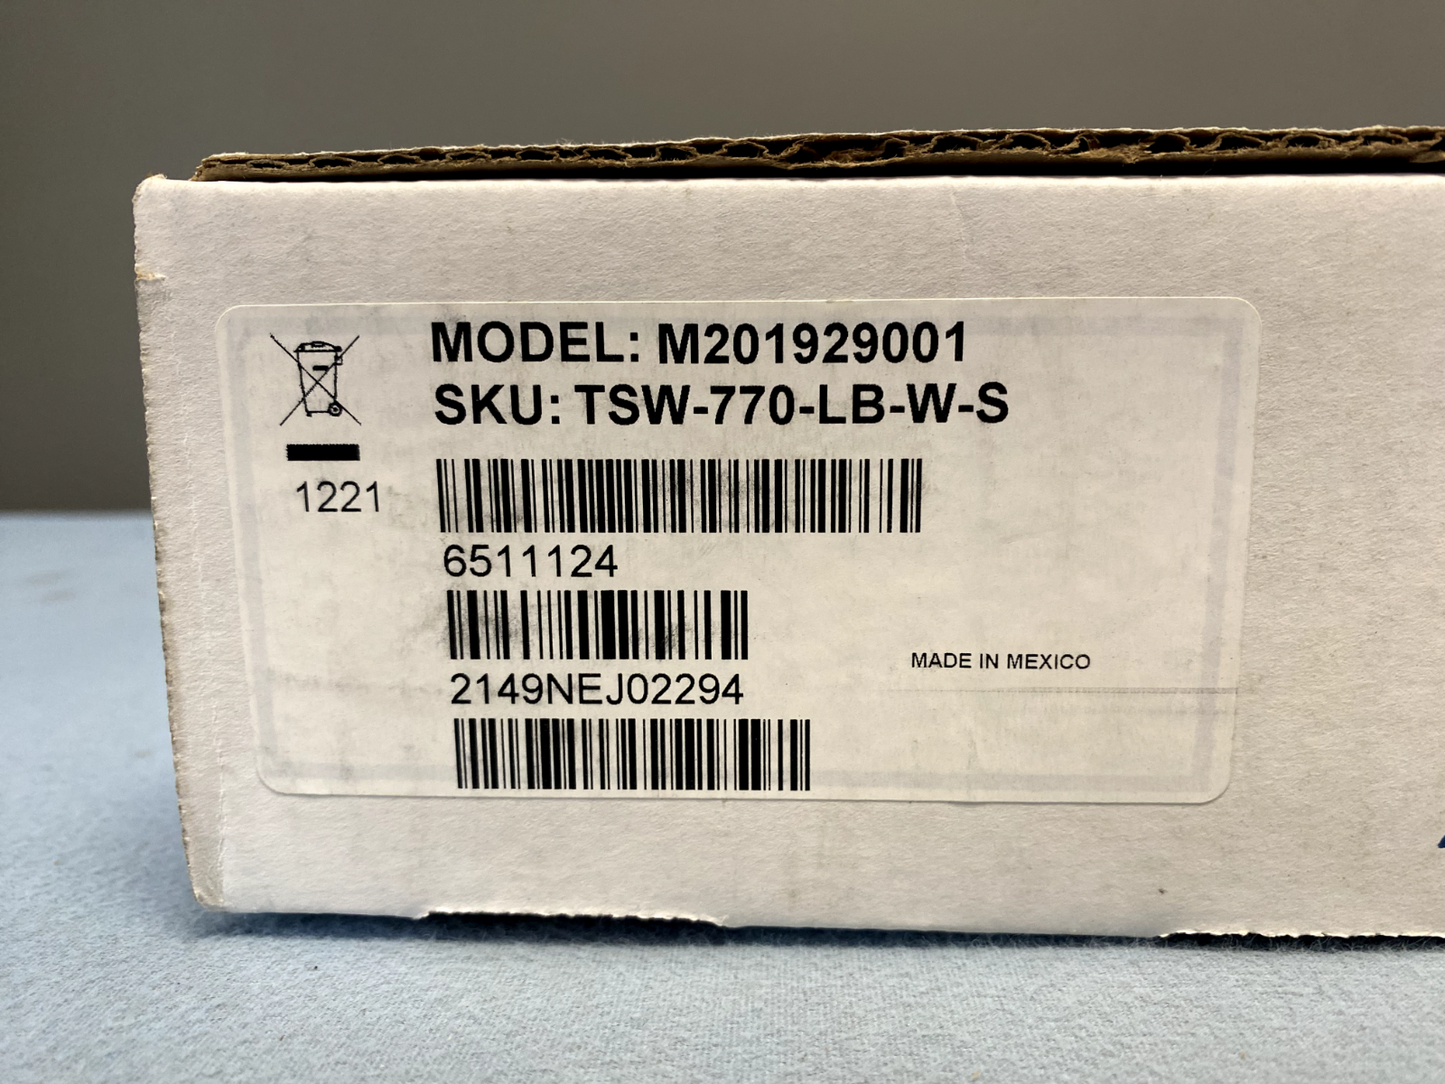 MODEL: M201929001
SKU: TSW-770-LB-W-S
1221
6511124
2149NEJ02294
MADE IN MEXICO